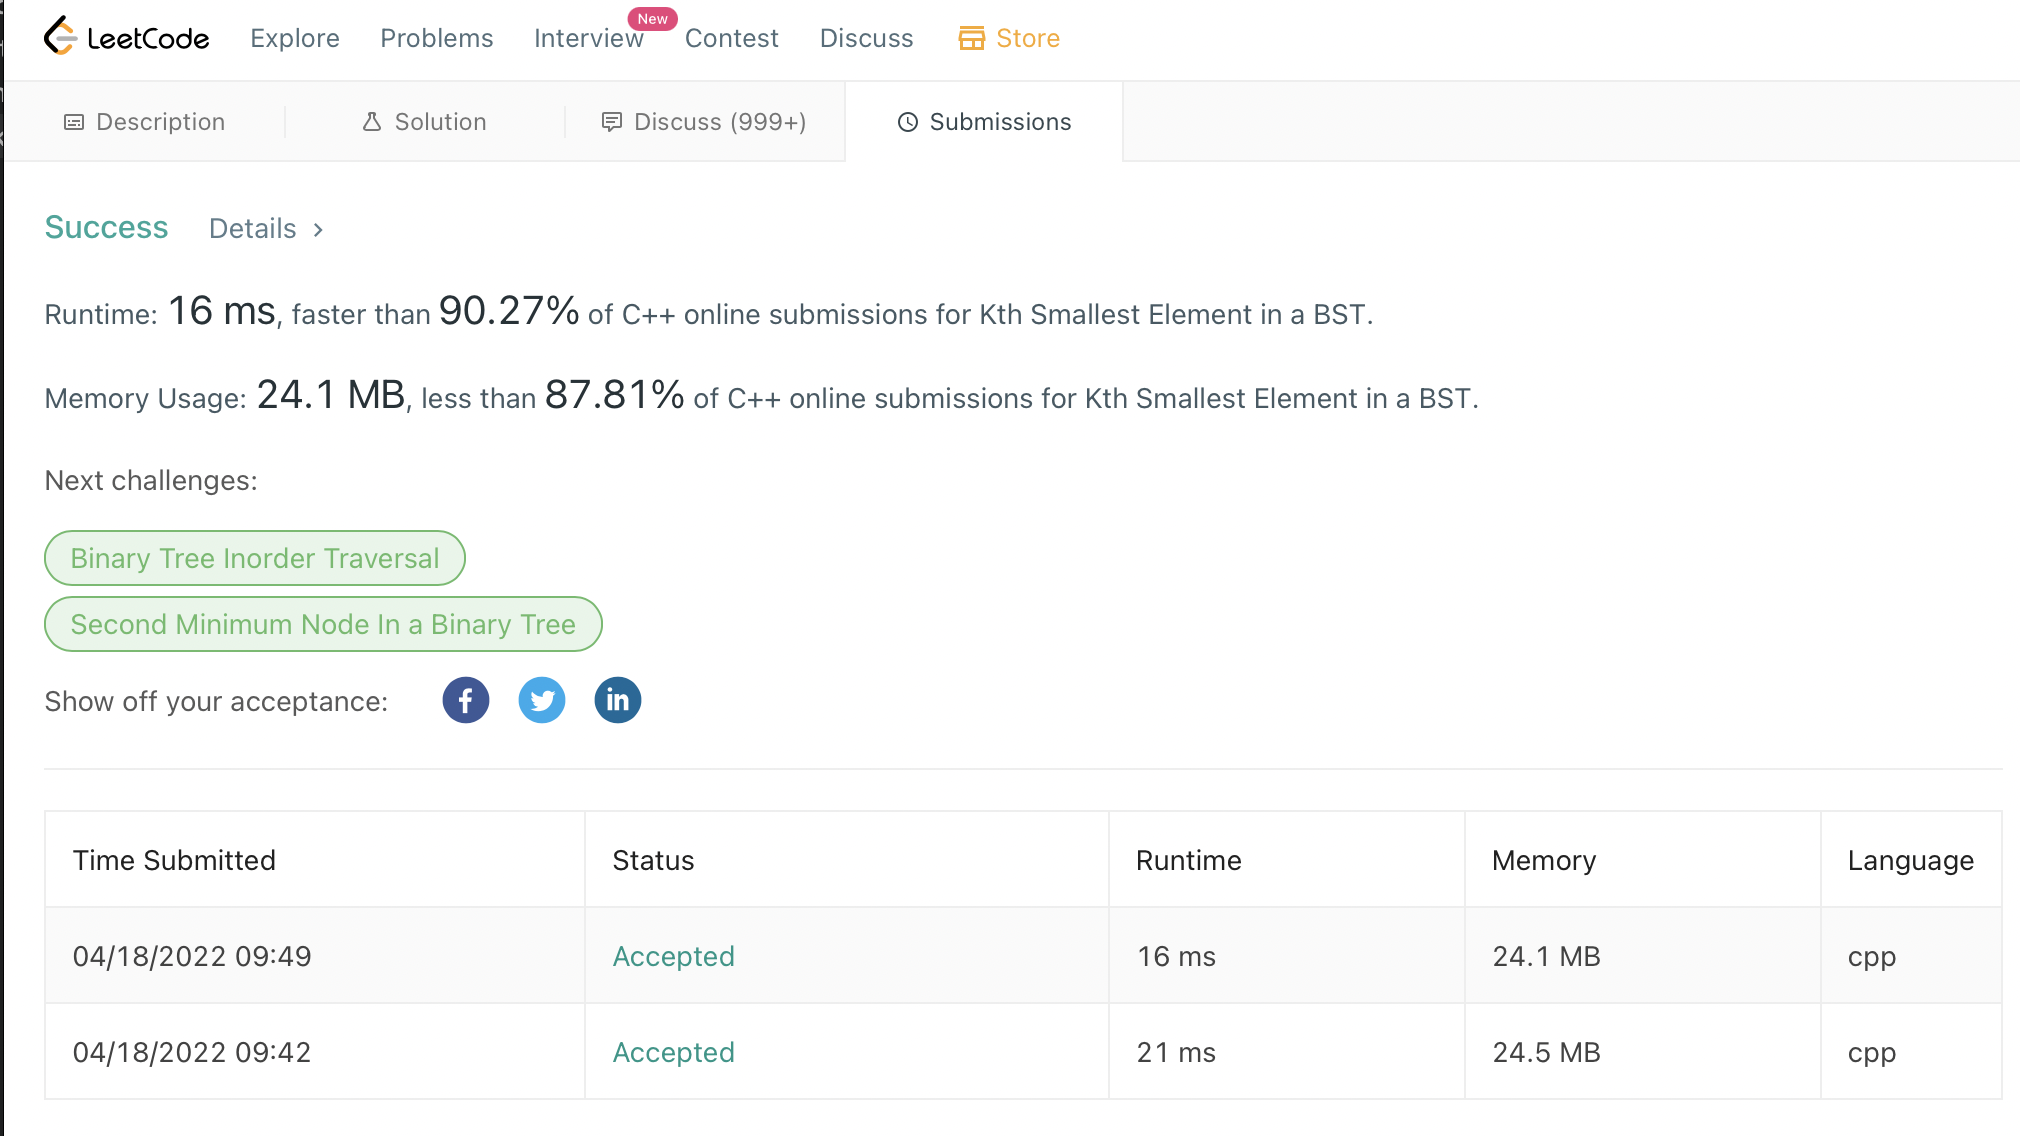 LeetCode Explore Problems Interview New Contest Discuss Store
Description Solution Discuss (999+) Submissions
Success Details >
Runtime: 16 ms, faster than 90.27% of C++ online submissions for Kth Smallest Element in a BST.
Memory Usage: 24.1 MB, less than 87.81% of C++ online submissions for Kth Smallest Element in a BST.
Next challenges:
Binary Tree Inorder Traversal
Second Minimum Node In a Binary Tree
Show off your acceptance: f in
Time Submitted Status Runtime Memory Language
04/18/2022 09:49 Accepted 16 ms 24.1 MB cpp
04/18/2022 09:42 Accepted 21 ms 24.5 MB cpp